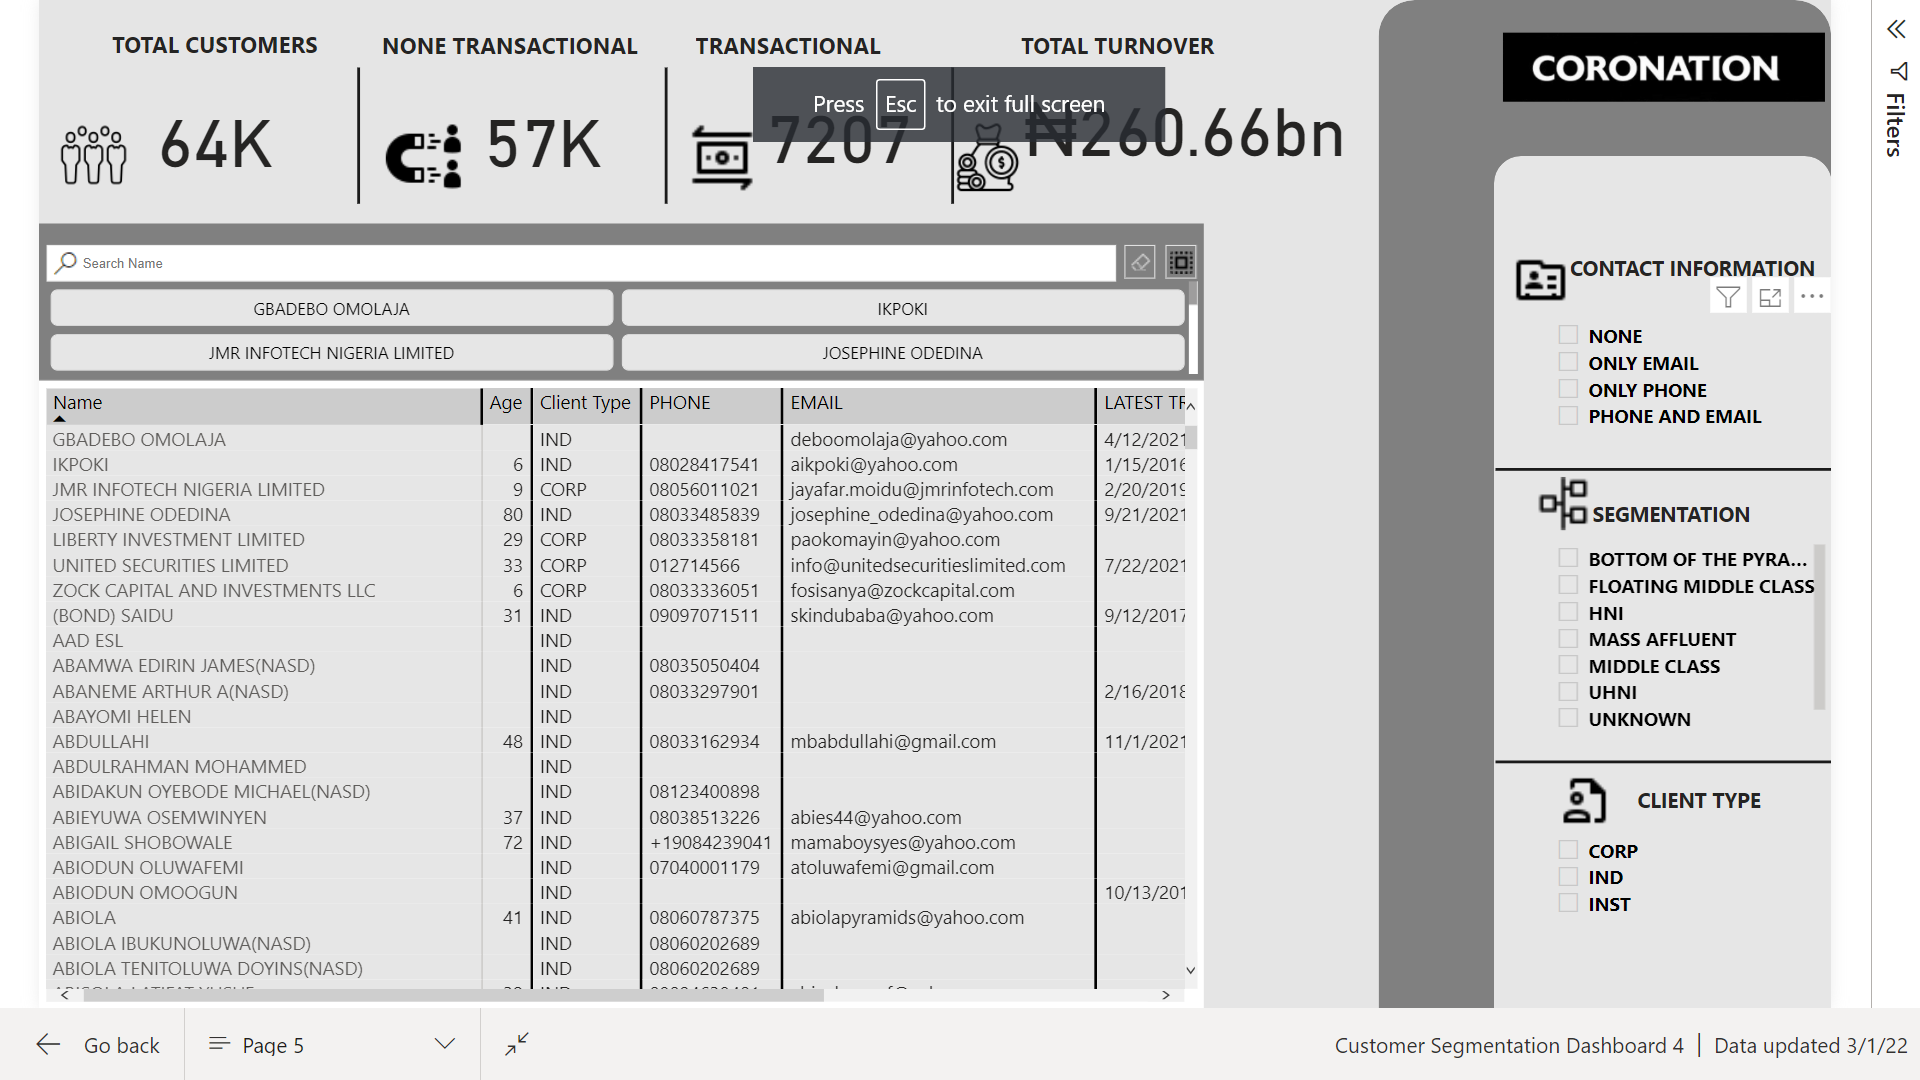 TOTAL CUSTOMERS NONE TRANSACTIONAL TRANSACTIONAL TOTAL TURNOVER
64K 57K 7207 ₦260.66bn
Press Esc to exit full screen
CORONATION
Filters
Search Name
GBADEBO OMOLAJA IKPOKI
JMR INFOTECH NIGERIA LIMITED JOSEPHINE ODEDINA
Name Age Client Type PHONE EMAIL LATEST TR
GBADEBO OMOLAJA IND deboomolaja@yahoo.com 4/12/2021
IKPOKI 6 IND 08028417541 aikpoki@yahoo.com 1/15/2016
JMR INFOTECH NIGERIA LIMITED 9 CORP 08056011021 jayafar.moidu@jmrinfotech.com 2/20/2019
JOSEPHINE ODEDINA 80 IND 08033485839 josephine_odedina@yahoo.com 9/21/2021
LIBERTY INVESTMENT LIMITED 29 CORP 08033358181 paokomayin@yahoo.com
UNITED SECURITIES LIMITED 33 CORP 012714566 info@unitedsecuritieslimited.com 7/22/2021
ZOCK CAPITAL AND INVESTMENTS LLC 6 CORP 08033336051 fosisanya@zockcapital.com
(BOND) SAIDU 31 IND 09097071511 skindubaba@yahoo.com 9/12/2017
AAD ESL IND
ABAMWA EDIRIN JAMES(NASD) IND 08035050404
ABANEME ARTHUR A(NASD) IND 08033297901 2/16/2018
ABAYOMI HELEN IND
ABDULLAHI 48 IND 08033162934 mbabdullahi@gmail.com 11/1/2021
ABDULRAHMAN MOHAMMED IND
ABIDAKUN OYEBODE MICHAEL(NASD) IND 08123400898
ABIEYUWA OSEMWINYEN 37 IND 08038513226 abies44@yahoo.com
ABIGAIL SHOBOWALE 72 IND +19084239041 mamaboysyes@yahoo.com
ABIODUN OLUWAFEMI IND 07040001179 atoluwafemi@gmail.com
ABIODUN OMOOGUN IND 10/13/201
ABIOLA 41 IND 08060787375 abiolapyramids@yahoo.com
ABIOLA IBUKUNOLUWA(NASD) IND 08060202689
ABIOLA TENITOLUWA DOYINS(NASD) IND 08060202689
CONTACT INFORMATION
NONE
ONLY EMAIL
ONLY PHONE
PHONE AND EMAIL
SEGMENTATION
BOTTOM OF THE PYRA...
FLOATING MIDDLE CLASS
HNI
MASS AFFLUENT
MIDDLE CLASS
UHNI
UNKNOWN
CLIENT TYPE
CORP
IND
INST
Go back Page 5 Customer Segmentation Dashboard 4 | Data updated 3/1/22